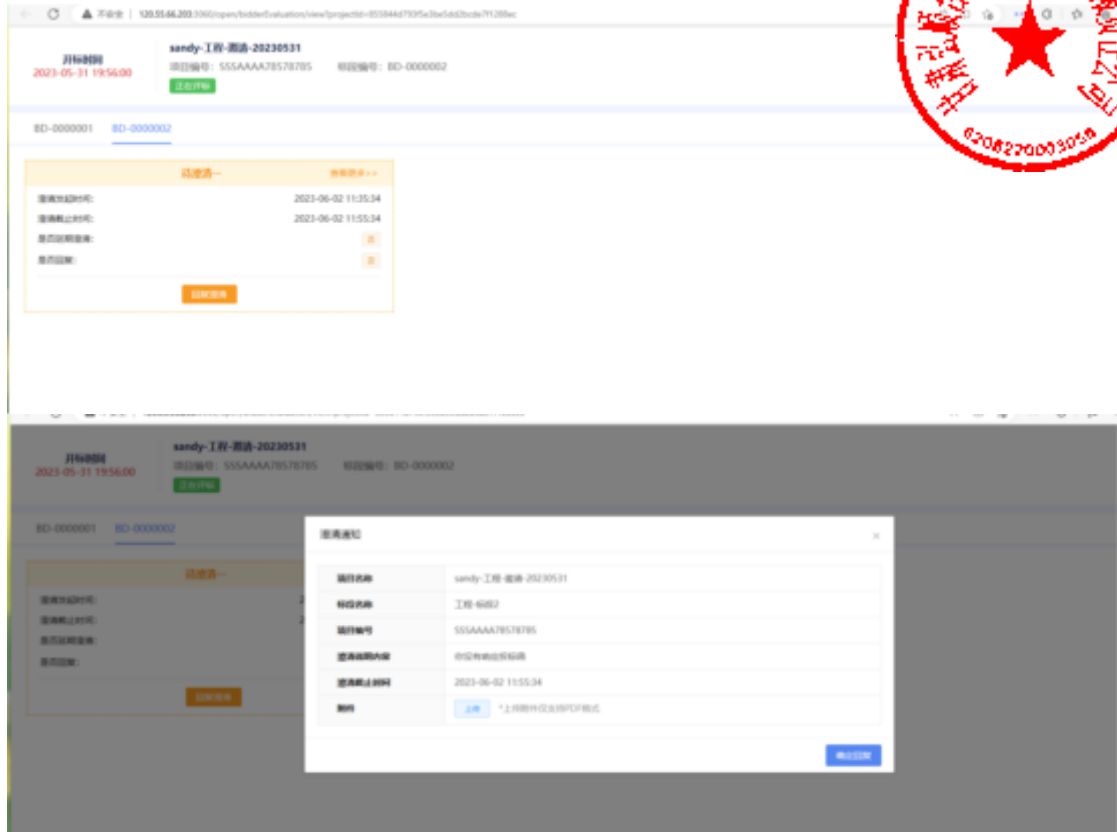 不安全 | 120.55.66.203:3060/open/bidderEvaluation/view?projectId=
开标时间
2023-05-31 19:56:00
sandy-工程-邀请-20230531
项目编号: SSSAAAA78578785 标段编号: BD-0000002
正在评标
BD-0000001 BD-0000002
待澄清一
查看更多>>
澄清发起时间: 2023-06-02 11:35:34
澄清截止时间: 2023-06-02 11:55:34
是否延期澄清: 否
是否回复: 否
回复澄清
6208220003058
开标时间
2023-05-31 19:56:00
sandy-工程-邀请-20230531
项目编号: SSSAAAA78578785 标段编号: BD-0000002
正在评标
BD-0000001 BD-0000002
待澄清一
澄清发起时间:
澄清截止时间:
是否延期澄清:
是否回复:
回复澄清
澄清通知
项目名称 sandy-工程-邀请-20230531
标段名称 工程-标段2
项目编号 SSSAAAA78578785
澄清说明内容 你没有响应投标函
澄清截止时间 2023-06-02 11:55:34
附件 上传 *上传附件仅支持PDF格式
确定回复